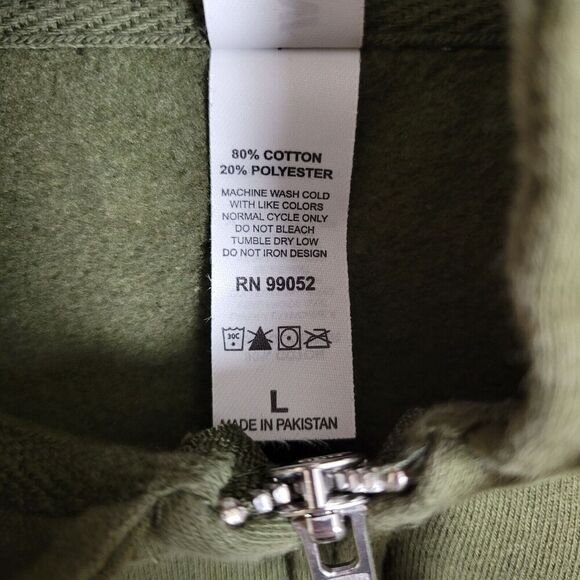 80% COTTON
20% POLYESTER
MACHINE WASH COLD
WITH LIKE COLORS
NORMAL CYCLE ONLY
DO NOT BLEACH
TUMBLE DRY LOW
DO NOT IRON DESIGN
RN 99052
30C
L
MADE IN PAKISTAN